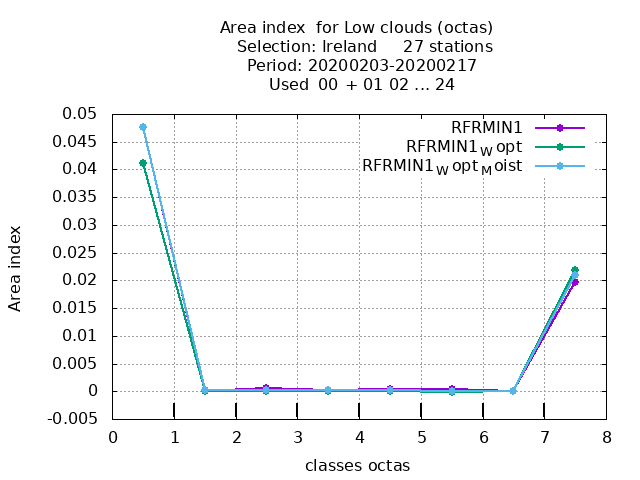 Area index  for Low clouds (octas)
Selection: Ireland     27 stations
Period: 20200203-20200217
Used  00 + 01 02 ... 24
RFRMIN1
RFRMIN1Wopt
RFRMIN1WoptMoist
0.05
0.045
0.04
0.035
0.03
0.025
0.02
0.015
0.01
0.005
0
-0.005
Area index
0 1 2 3 4 5 6 7 8
classes octas